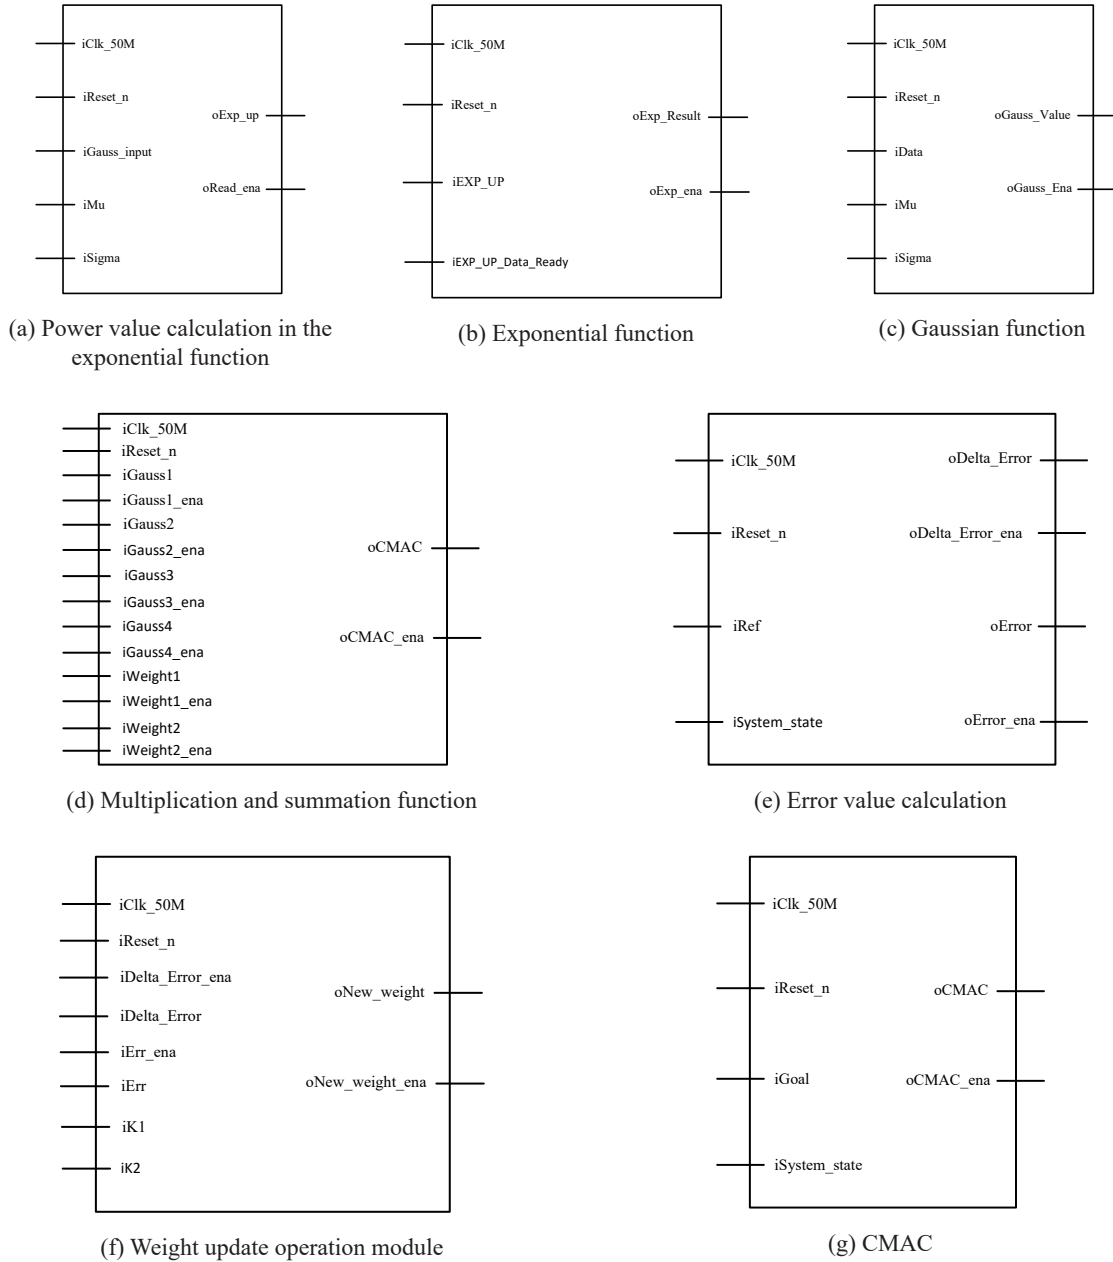 iClk_50M
iReset_n
iGauss_input
iMu
iSigma
oExp_up
oRead_ena
(a) Power value calculation in the
exponential function
iClk_50M
iReset_n
iEXP_UP
iEXP_UP_Data_Ready
oExp_Result
oExp_ena
(b) Exponential function
iClk_50M
iReset_n
iData
iMu
iSigma
oGauss_Value
oGauss_Ena
(c) Gaussian function
iClk_50M
iReset_n
iGauss1
iGauss1_ena
iGauss2
iGauss2_ena
iGauss3
iGauss3_ena
iGauss4
iGauss4_ena
iWeight1
iWeight1_ena
iWeight2
iWeight2_ena
oCMAC
oCMAC_ena
(d) Multiplication and summation function
iClk_50M
iReset_n
iRef
iSystem_state
oDelta_Error
oDelta_Error_ena
oError
oError_ena
(e) Error value calculation
iClk_50M
iReset_n
iDelta_Error_ena
iDelta_Error
iErr_ena
iErr
iK1
iK2
oNew_weight
oNew_weight_ena
(f) Weight update operation module
iClk_50M
iReset_n
iGoal
iSystem_state
oCMAC
oCMAC_ena
(g) CMAC